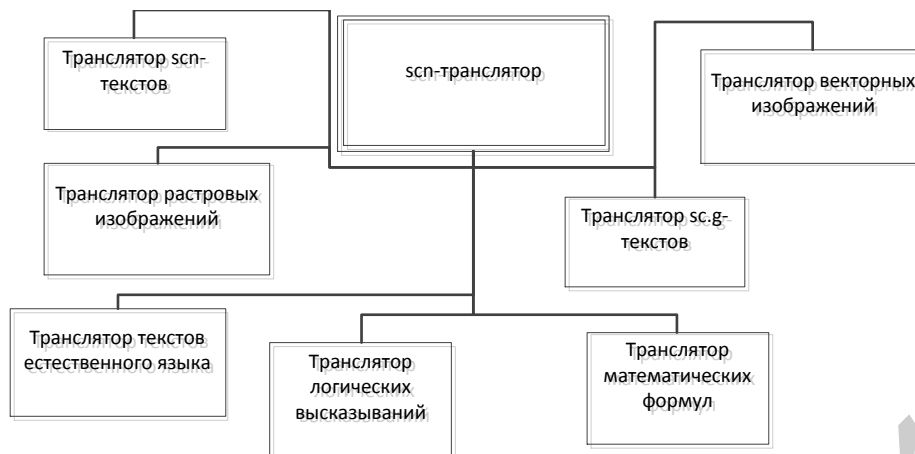 Транслятор scn-
текстов
scn-транслятор
Транслятор векторных
изображений
Транслятор растровых
изображений
Транслятор sc.g-
текстов
Транслятор текстов
естественного языка
Транслятор
логических
высказываний
Транслятор
математических
формул